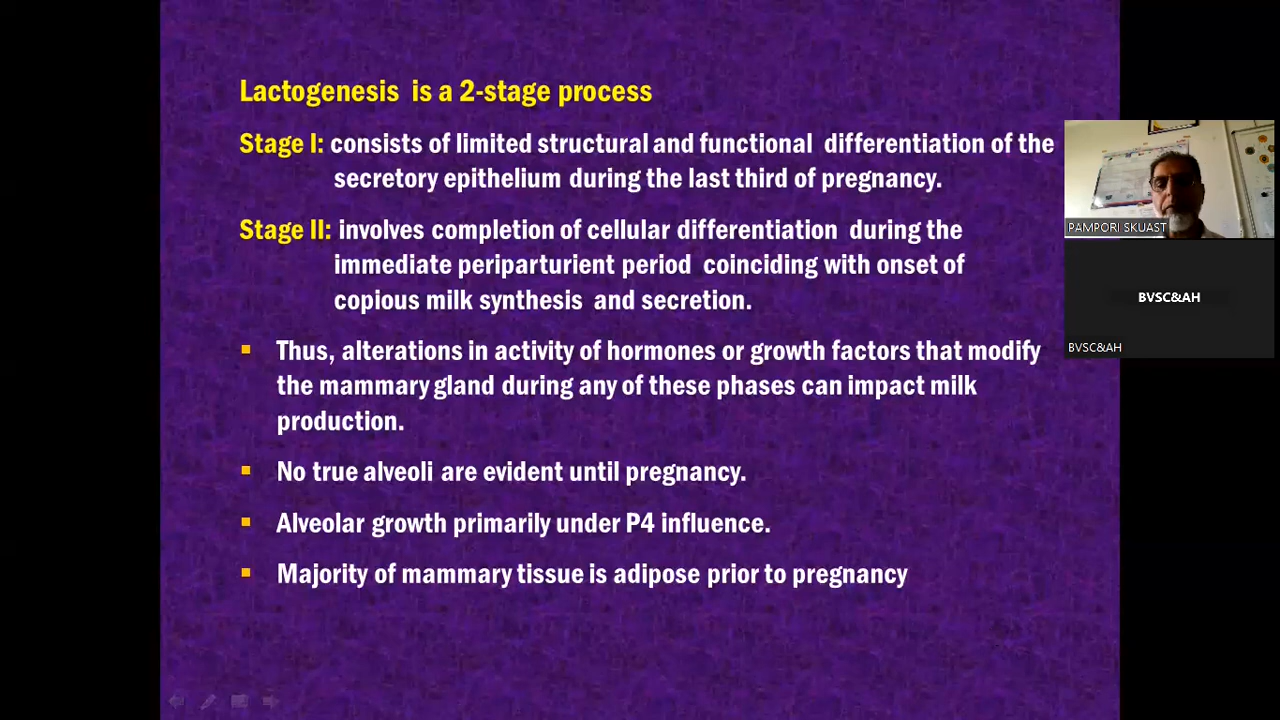 Lactogenesis is a 2-stage process
Stage I: consists of limited structural and functional differentiation of the
secretory epithelium during the last third of pregnancy.
Stage II: involves completion of cellular differentiation during the
immediate periparturient period coinciding with onset of
copious milk synthesis and secretion.
Thus, alterations in activity of hormones or growth factors that modify
the mammary gland during any of these phases can impact milk
production.
No true alveoli are evident until pregnancy.
Alveolar growth primarily under P4 influence.
Majority of mammary tissue is adipose prior to pregnancy
PAMPORI SKUAST
BVSC&AH
BVSC&AH